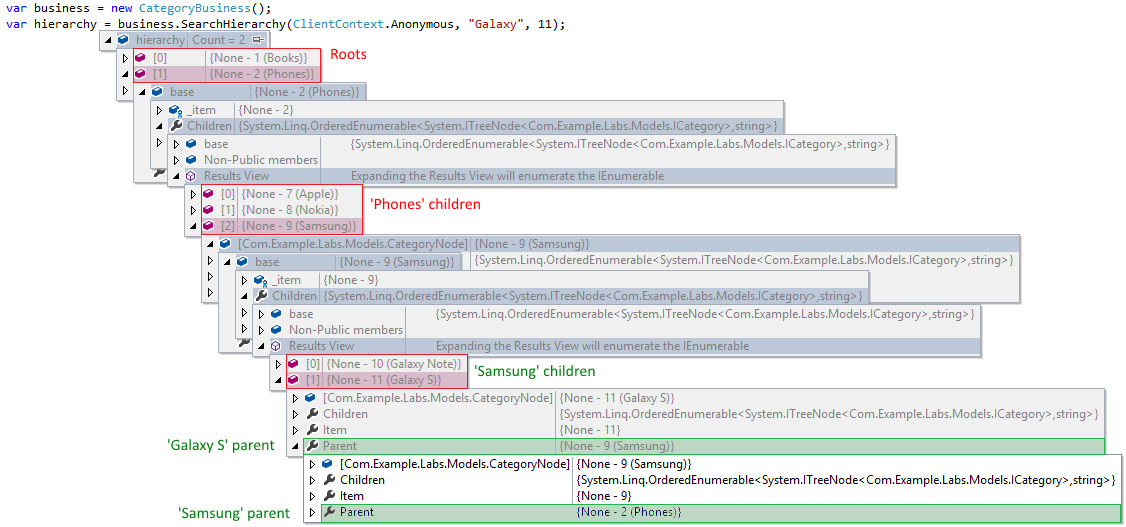 var business = new CategoryBusiness();
var hierarchy = business.SearchHierarchy(ClientContext.Anonymous, "Galaxy", 11);
hierarchy Count = 2
[0] {None - 1 (Books)} Roots
[1] {None - 2 (Phones)}
base {None - 2 (Phones)}
_item {None - 2}
Children {System.Linq.OrderedEnumerable<System.ITreeNode<Com.Example.Labs.Models.ICategory>,string>}
base {System.Linq.OrderedEnumerable<System.ITreeNode<Com.Example.Labs.Models.ICategory>,string>}
Non-Public members
Results View Expanding the Results View will enumerate the IEnumerable
[0] {None - 7 (Apple)}
[1] {None - 8 (Nokia)} 'Phones' children
[2] {None - 9 (Samsung)}
[Com.Example.Labs.Models.CategoryNode] {None - 9 (Samsung)}
base {None - 9 (Samsung)} {System.Linq.OrderedEnumerable<System.ITreeNode<Com.Example.Labs.Models.ICategory>,string>}
_item {None - 9}
Children {System.Linq.OrderedEnumerable<System.ITreeNode<Com.Example.Labs.Models.ICategory>,string>}
base {System.Linq.OrderedEnumerable<System.ITreeNode<Com.Example.Labs.Models.ICategory>,string>}
Non-Public members
Results View Expanding the Results View will enumerate the IEnumerable
[0] {None - 10 (Galaxy Note)} 'Samsung' children
[1] {None - 11 (Galaxy S)}
[Com.Example.Labs.Models.CategoryNode] {None - 11 (Galaxy S)}
Children {System.Linq.OrderedEnumerable<System.ITreeNode<Com.Example.Labs.Models.ICategory>,string>}
Item {None - 11}
'Galaxy S' parent Parent {None - 9 (Samsung)}
[Com.Example.Labs.Models.CategoryNode] {None - 9 (Samsung)}
Children {System.Linq.OrderedEnumerable<System.ITreeNode<Com.Example.Labs.Models.ICategory>,string>}
Item {None - 9}
'Samsung' parent Parent {None - 2 (Phones)}